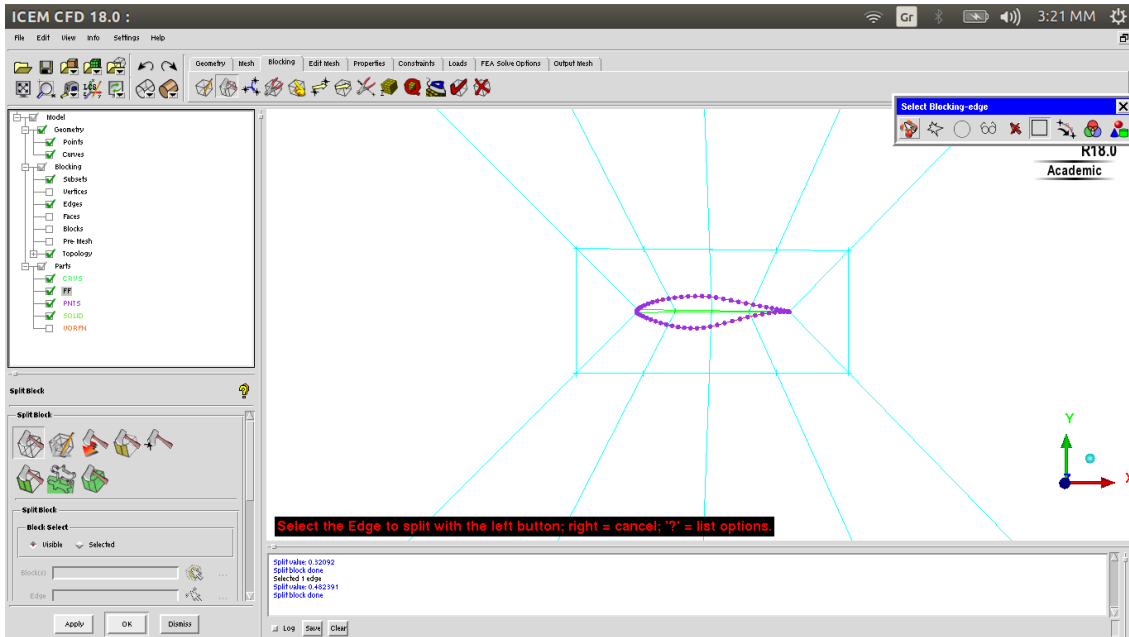 ICEM CFD 18.0 :
Gr
3:21 MM
File Edit View Info Settings Help
Geometry Mesh Blocking Edit Mesh Properties Constraints Loads FEA Solve Options Output Mesh
LCS
Select Blocking-edge
R18.0
Academic
Model
Geometry
Points
Curves
Blocking
Subsets
Vertices
Edges
Faces
Blocks
Pre-Mesh
Topology
Parts
CRVS
FF
PNTS
SOLID
VORFN
Split Block
Split Block
Split Block
Block Select
Visible Selected
Block(s) ...
Edge ...
Apply OK Dismiss
Y
X
Select the Edge to split with the left button; right = cancel; '?' = list options.
Split value: 0.32092
Split block done
Selected 1 edge
Split value: 0.482391
Split block done
Log Save Clear